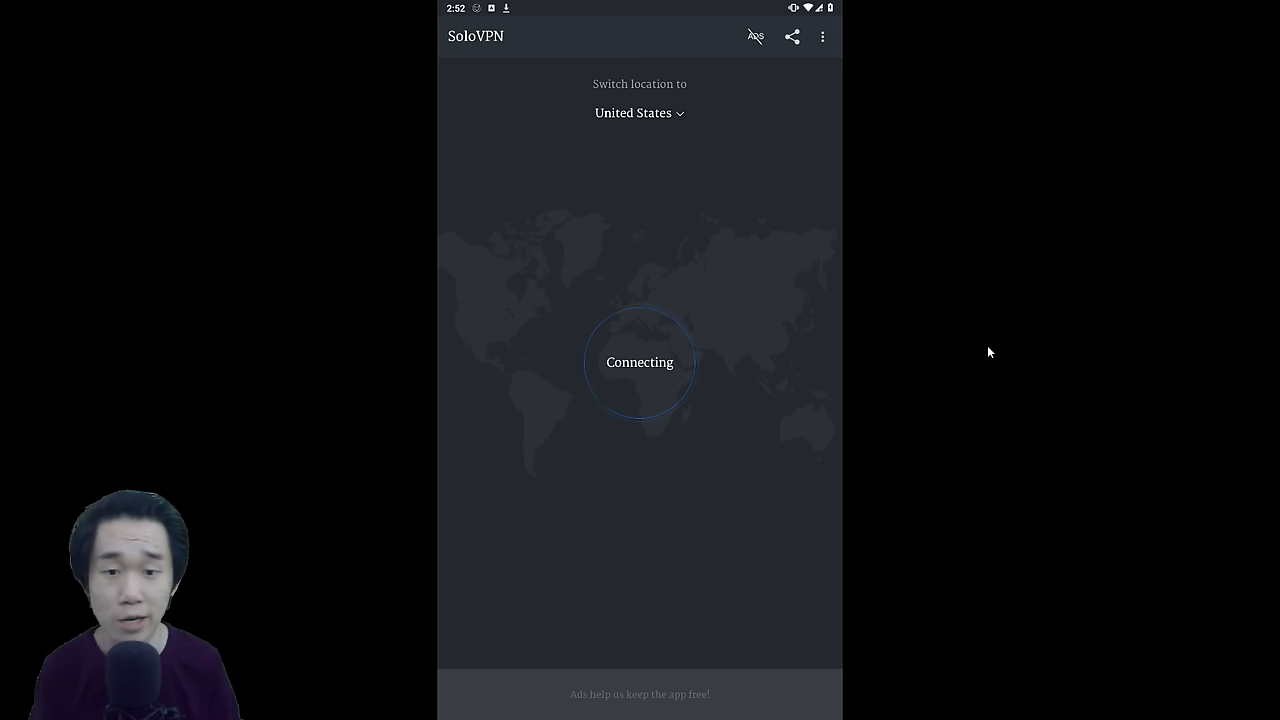 2:52
SoloVPN
ADS
Switch location to
United States
Connecting
Ads help us keep the app free!